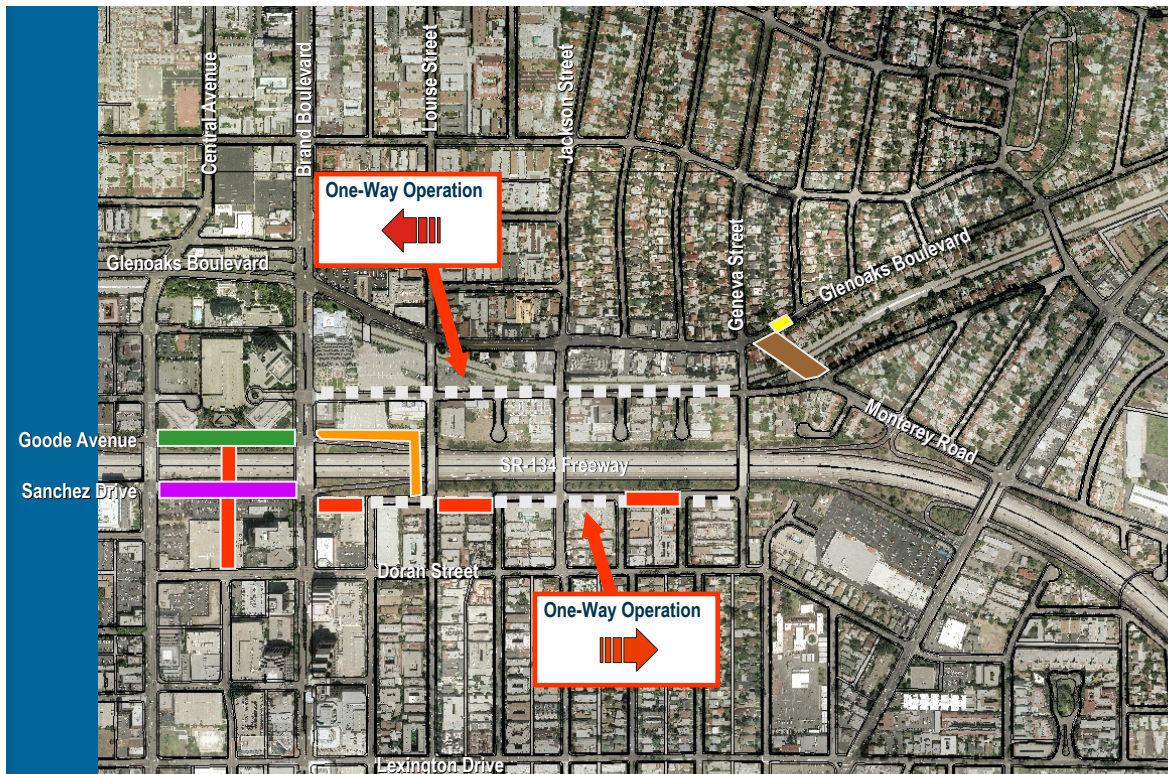 Central Avenue
Brand Boulevard
Louise Street
Jackson Street
One-Way Operation
Glenoaks Boulevard
Geneva Street
Glenoaks Boulevard
Goode Avenue
Monterey Road
SR-134 Freeway
Sanchez Drive
Doran Street
One-Way Operation
Lexington Drive